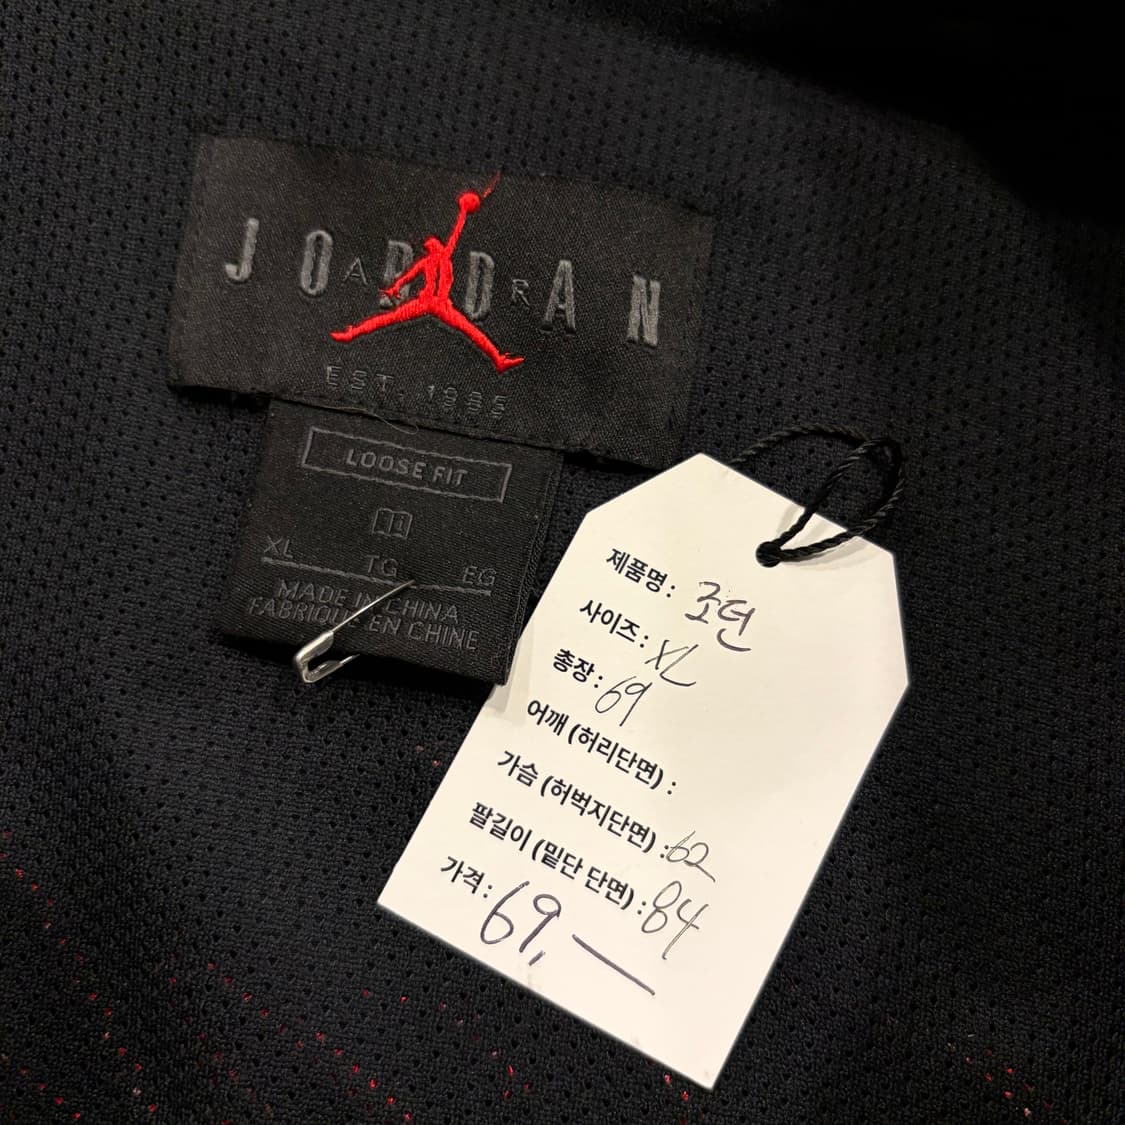 JORDAN
AIR
EST. 1985
LOOSE FIT
XL TG EG
MADE IN CHINA
FABRIQUE EN CHINE
제품명: 조던
사이즈: XL
총장: 69
어깨 (허리단면) :
가슴 (허벅지단면) : 62
팔길이 (밑단 단면) : 84
가격: 69,—